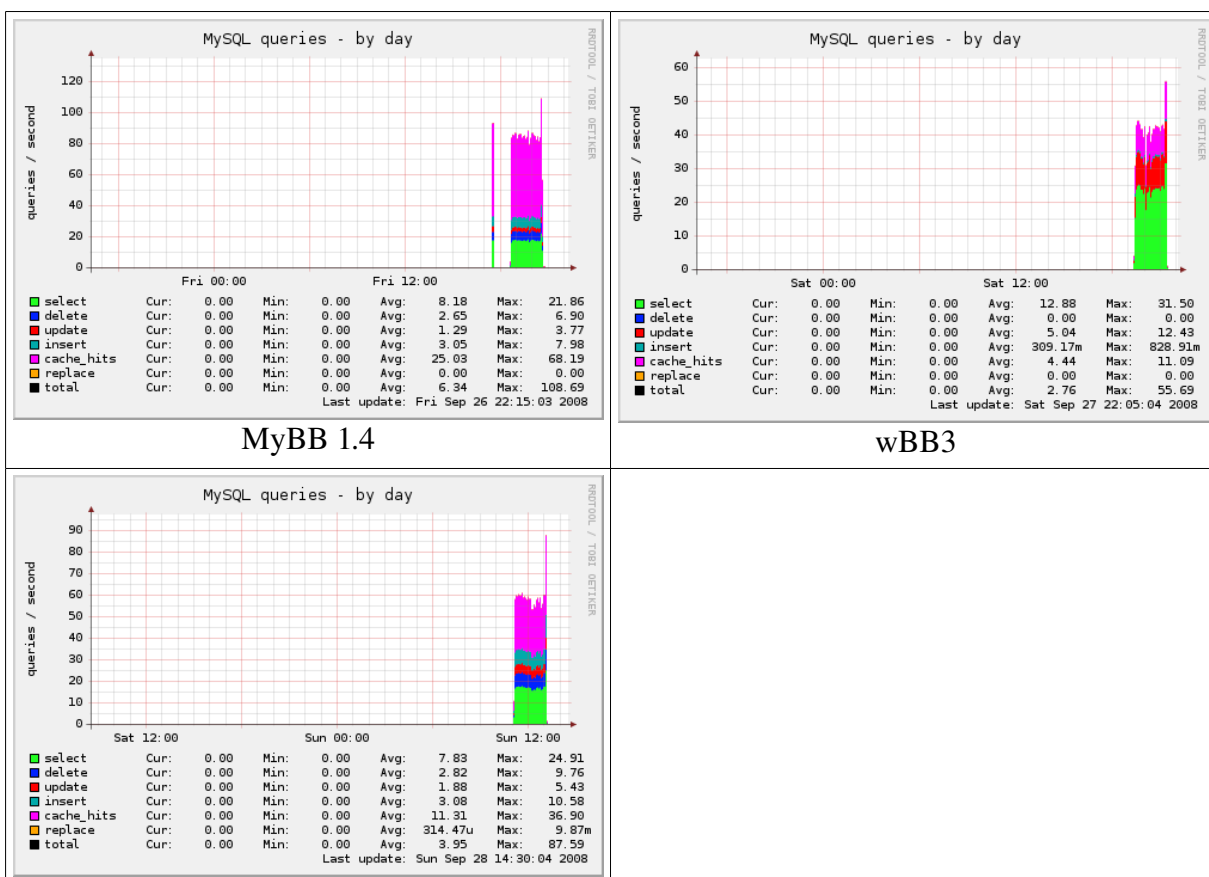 MySQL queries - by day
RRDTOOL / TOBI OETIKER
queries / second
120
100
80
60
40
20
0
Fri 00:00 Fri 12:00
select Cur: 0.00 Min: 0.00 Avg: 8.18 Max: 21.86
delete Cur: 0.00 Min: 0.00 Avg: 2.65 Max: 6.90
update Cur: 0.00 Min: 0.00 Avg: 1.29 Max: 3.77
insert Cur: 0.00 Min: 0.00 Avg: 3.05 Max: 7.98
cache_hits Cur: 0.00 Min: 0.00 Avg: 25.03 Max: 68.19
replace Cur: 0.00 Min: 0.00 Avg: 0.00 Max: 0.00
total Cur: 0.00 Min: 0.00 Avg: 6.34 Max: 108.69
Last update: Fri Sep 26 22:15:03 2008
MyBB 1.4
MySQL queries - by day
RRDTOOL / TOBI OETIKER
queries / second
60
50
40
30
20
10
0
Sat 00:00 Sat 12:00
select Cur: 0.00 Min: 0.00 Avg: 12.88 Max: 31.50
delete Cur: 0.00 Min: 0.00 Avg: 0.00 Max: 0.00
update Cur: 0.00 Min: 0.00 Avg: 5.04 Max: 12.43
insert Cur: 0.00 Min: 0.00 Avg: 309.17m Max: 828.91m
cache_hits Cur: 0.00 Min: 0.00 Avg: 4.44 Max: 11.09
replace Cur: 0.00 Min: 0.00 Avg: 0.00 Max: 0.00
total Cur: 0.00 Min: 0.00 Avg: 2.76 Max: 55.69
Last update: Sat Sep 27 22:05:04 2008
wBB3
MySQL queries - by day
RRDTOOL / TOBI OETIKER
queries / second
90
80
70
60
50
40
30
20
10
0
Sat 12:00 Sun 00:00 Sun 12:00
select Cur: 0.00 Min: 0.00 Avg: 7.83 Max: 24.91
delete Cur: 0.00 Min: 0.00 Avg: 2.82 Max: 9.76
update Cur: 0.00 Min: 0.00 Avg: 1.88 Max: 5.43
insert Cur: 0.00 Min: 0.00 Avg: 3.08 Max: 10.58
cache_hits Cur: 0.00 Min: 0.00 Avg: 11.31 Max: 36.90
replace Cur: 0.00 Min: 0.00 Avg: 314.47u Max: 9.87m
total Cur: 0.00 Min: 0.00 Avg: 3.95 Max: 87.59
Last update: Sun Sep 28 14:30:04 2008